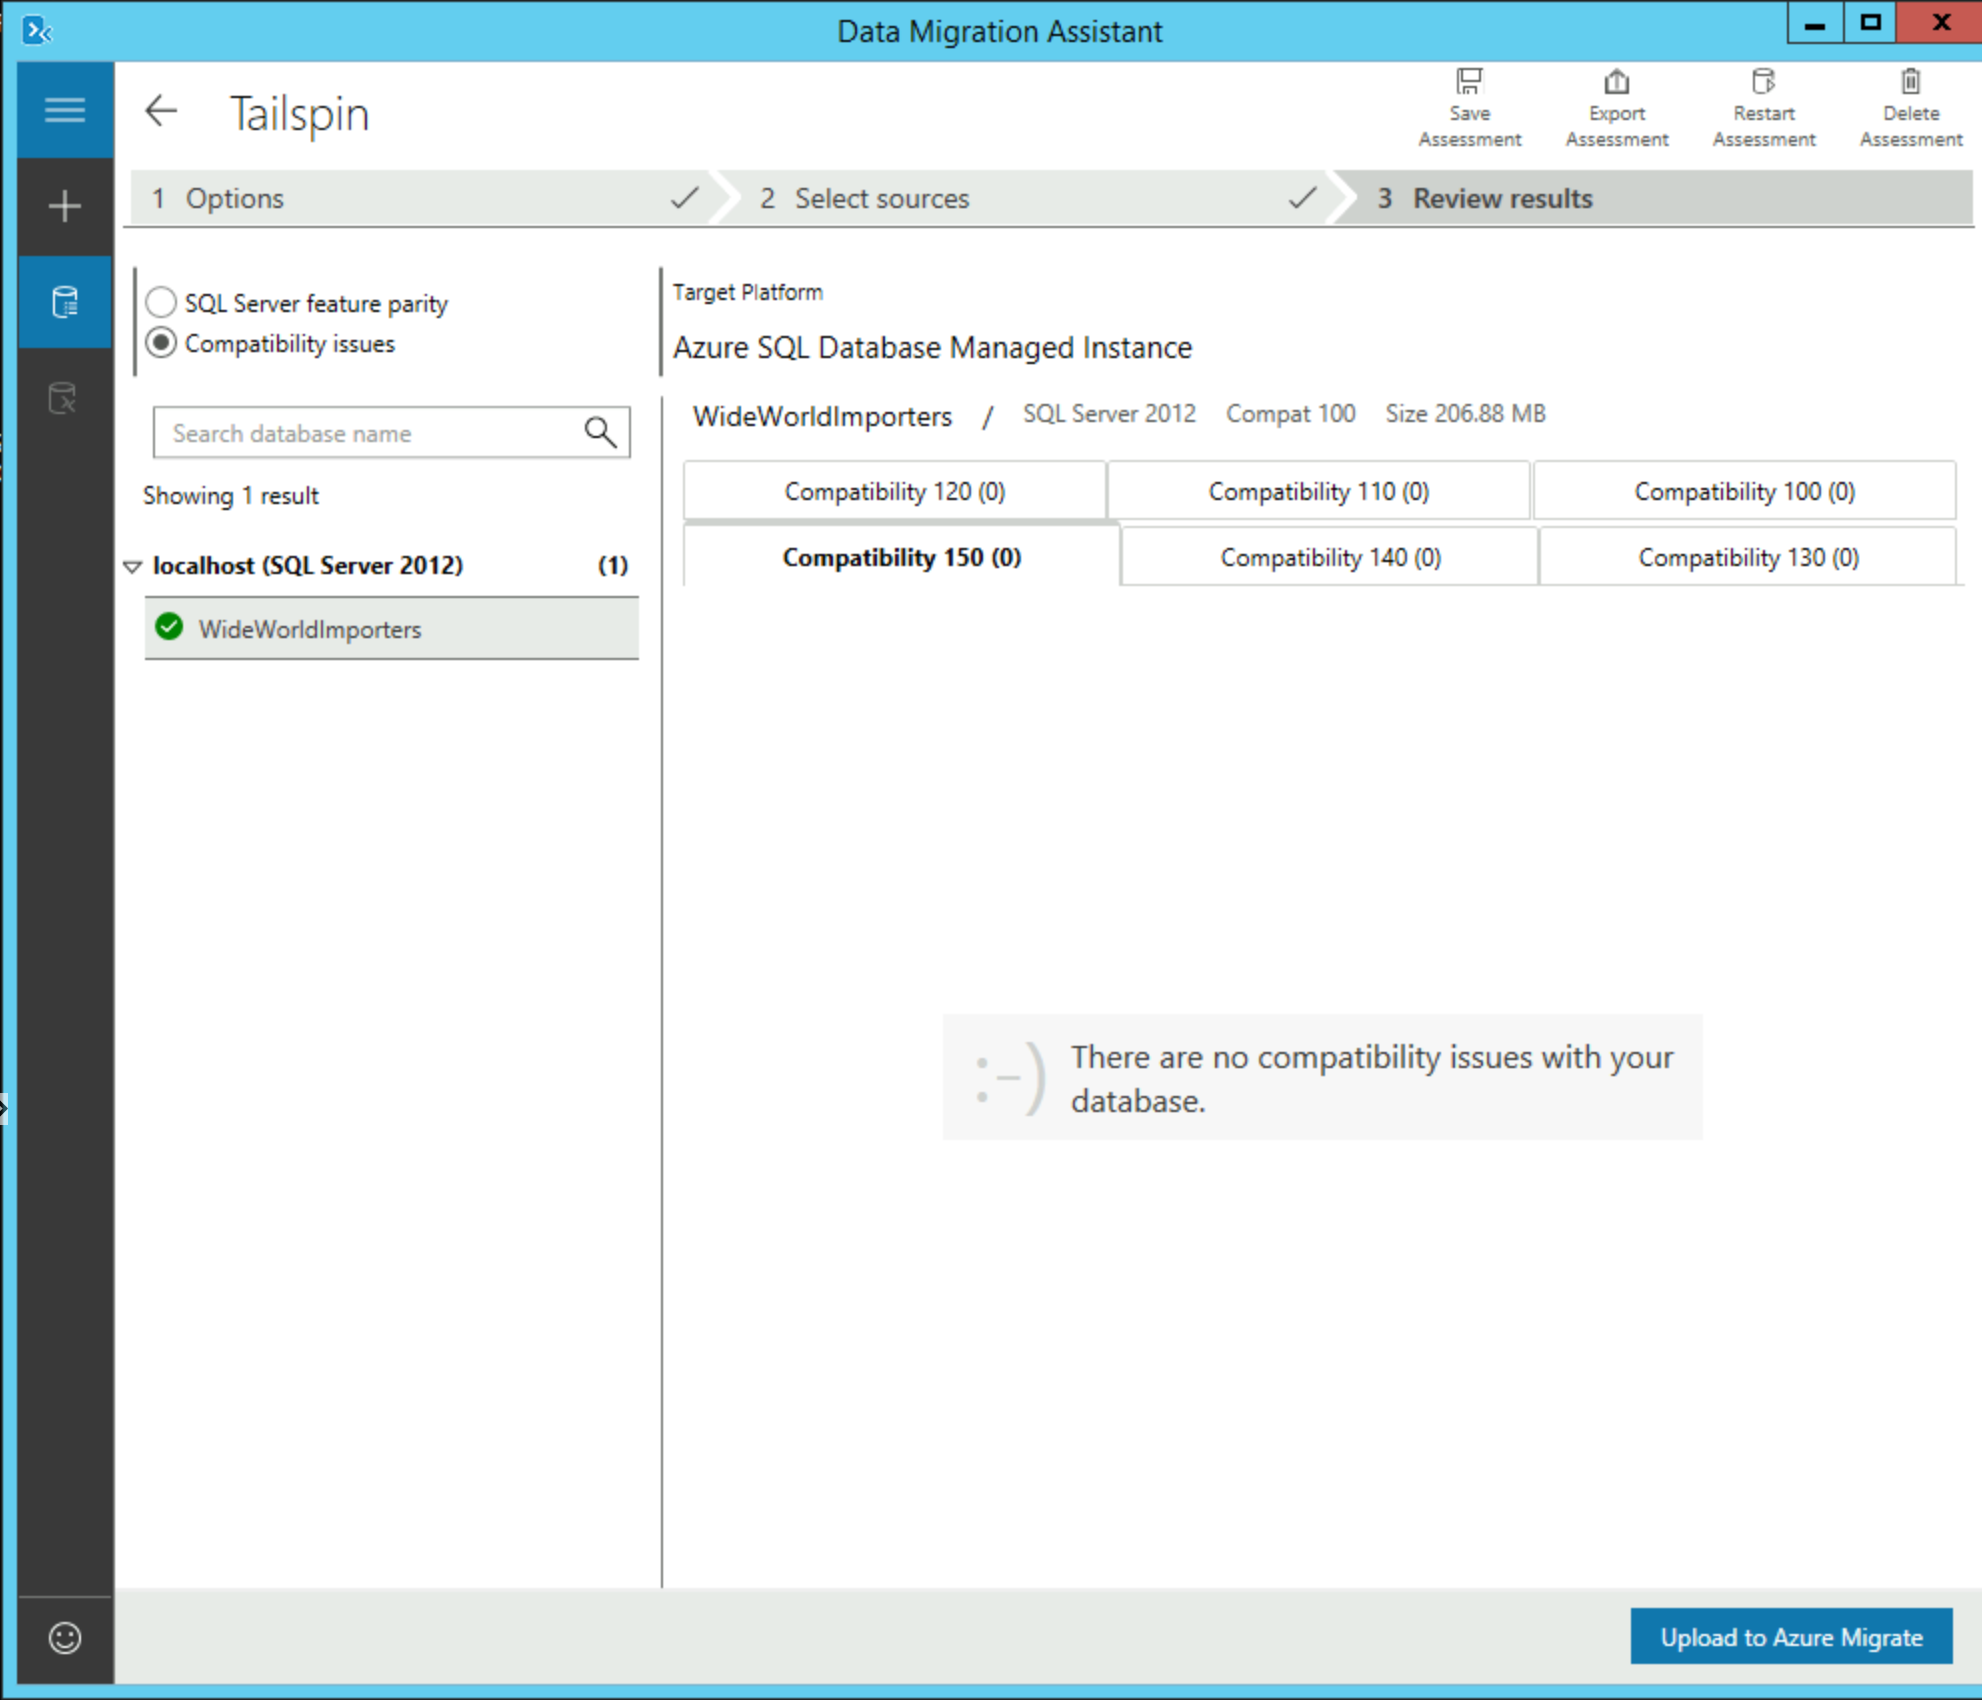 Data Migration Assistant
Tailspin
Save Assessment
Export Assessment
Restart Assessment
Delete Assessment
1 Options
2 Select sources
3 Review results
SQL Server feature parity
Compatibility issues
Target Platform
Azure SQL Database Managed Instance
Search database name
Showing 1 result
localhost (SQL Server 2012) (1)
WideWorldImporters
WideWorldImporters / SQL Server 2012 Compat 100 Size 206.88 MB
Compatibility 120 (0)
Compatibility 110 (0)
Compatibility 100 (0)
Compatibility 150 (0)
Compatibility 140 (0)
Compatibility 130 (0)
:-)
There are no compatibility issues with your
database.
Upload to Azure Migrate